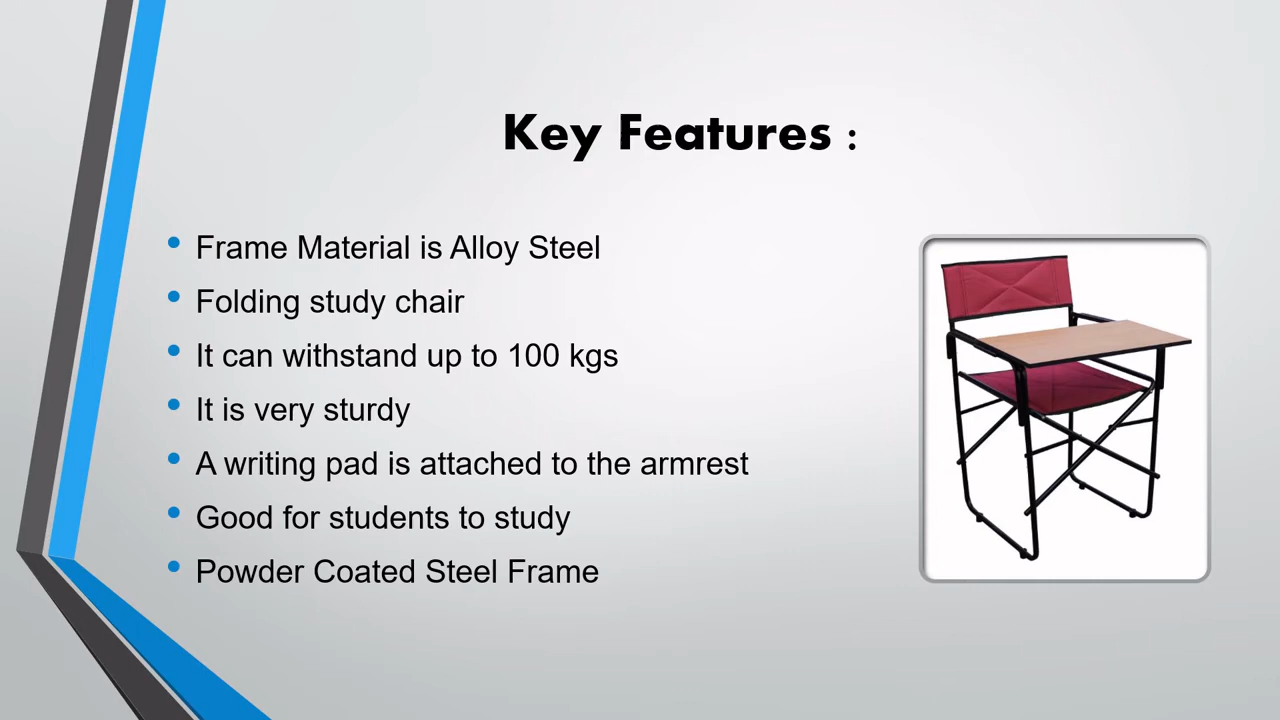 Key Features :
Frame Material is Alloy Steel
Folding study chair
It can withstand up to 100 kgs
It is very sturdy
A writing pad is attached to the armrest
Good for students to study
Powder Coated Steel Frame